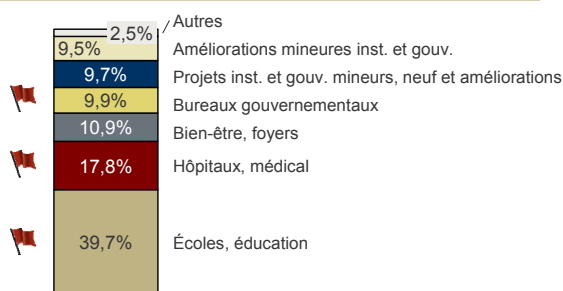 2,5% Autres
9,5% Améliorations mineures inst. et gouv.
9,7% Projets inst. et gouv. mineurs, neuf et améliorations
9,9% Bureaux gouvernementaux
10,9% Bien-être, foyers
17,8% Hôpitaux, médical
39,7% Écoles, éducation